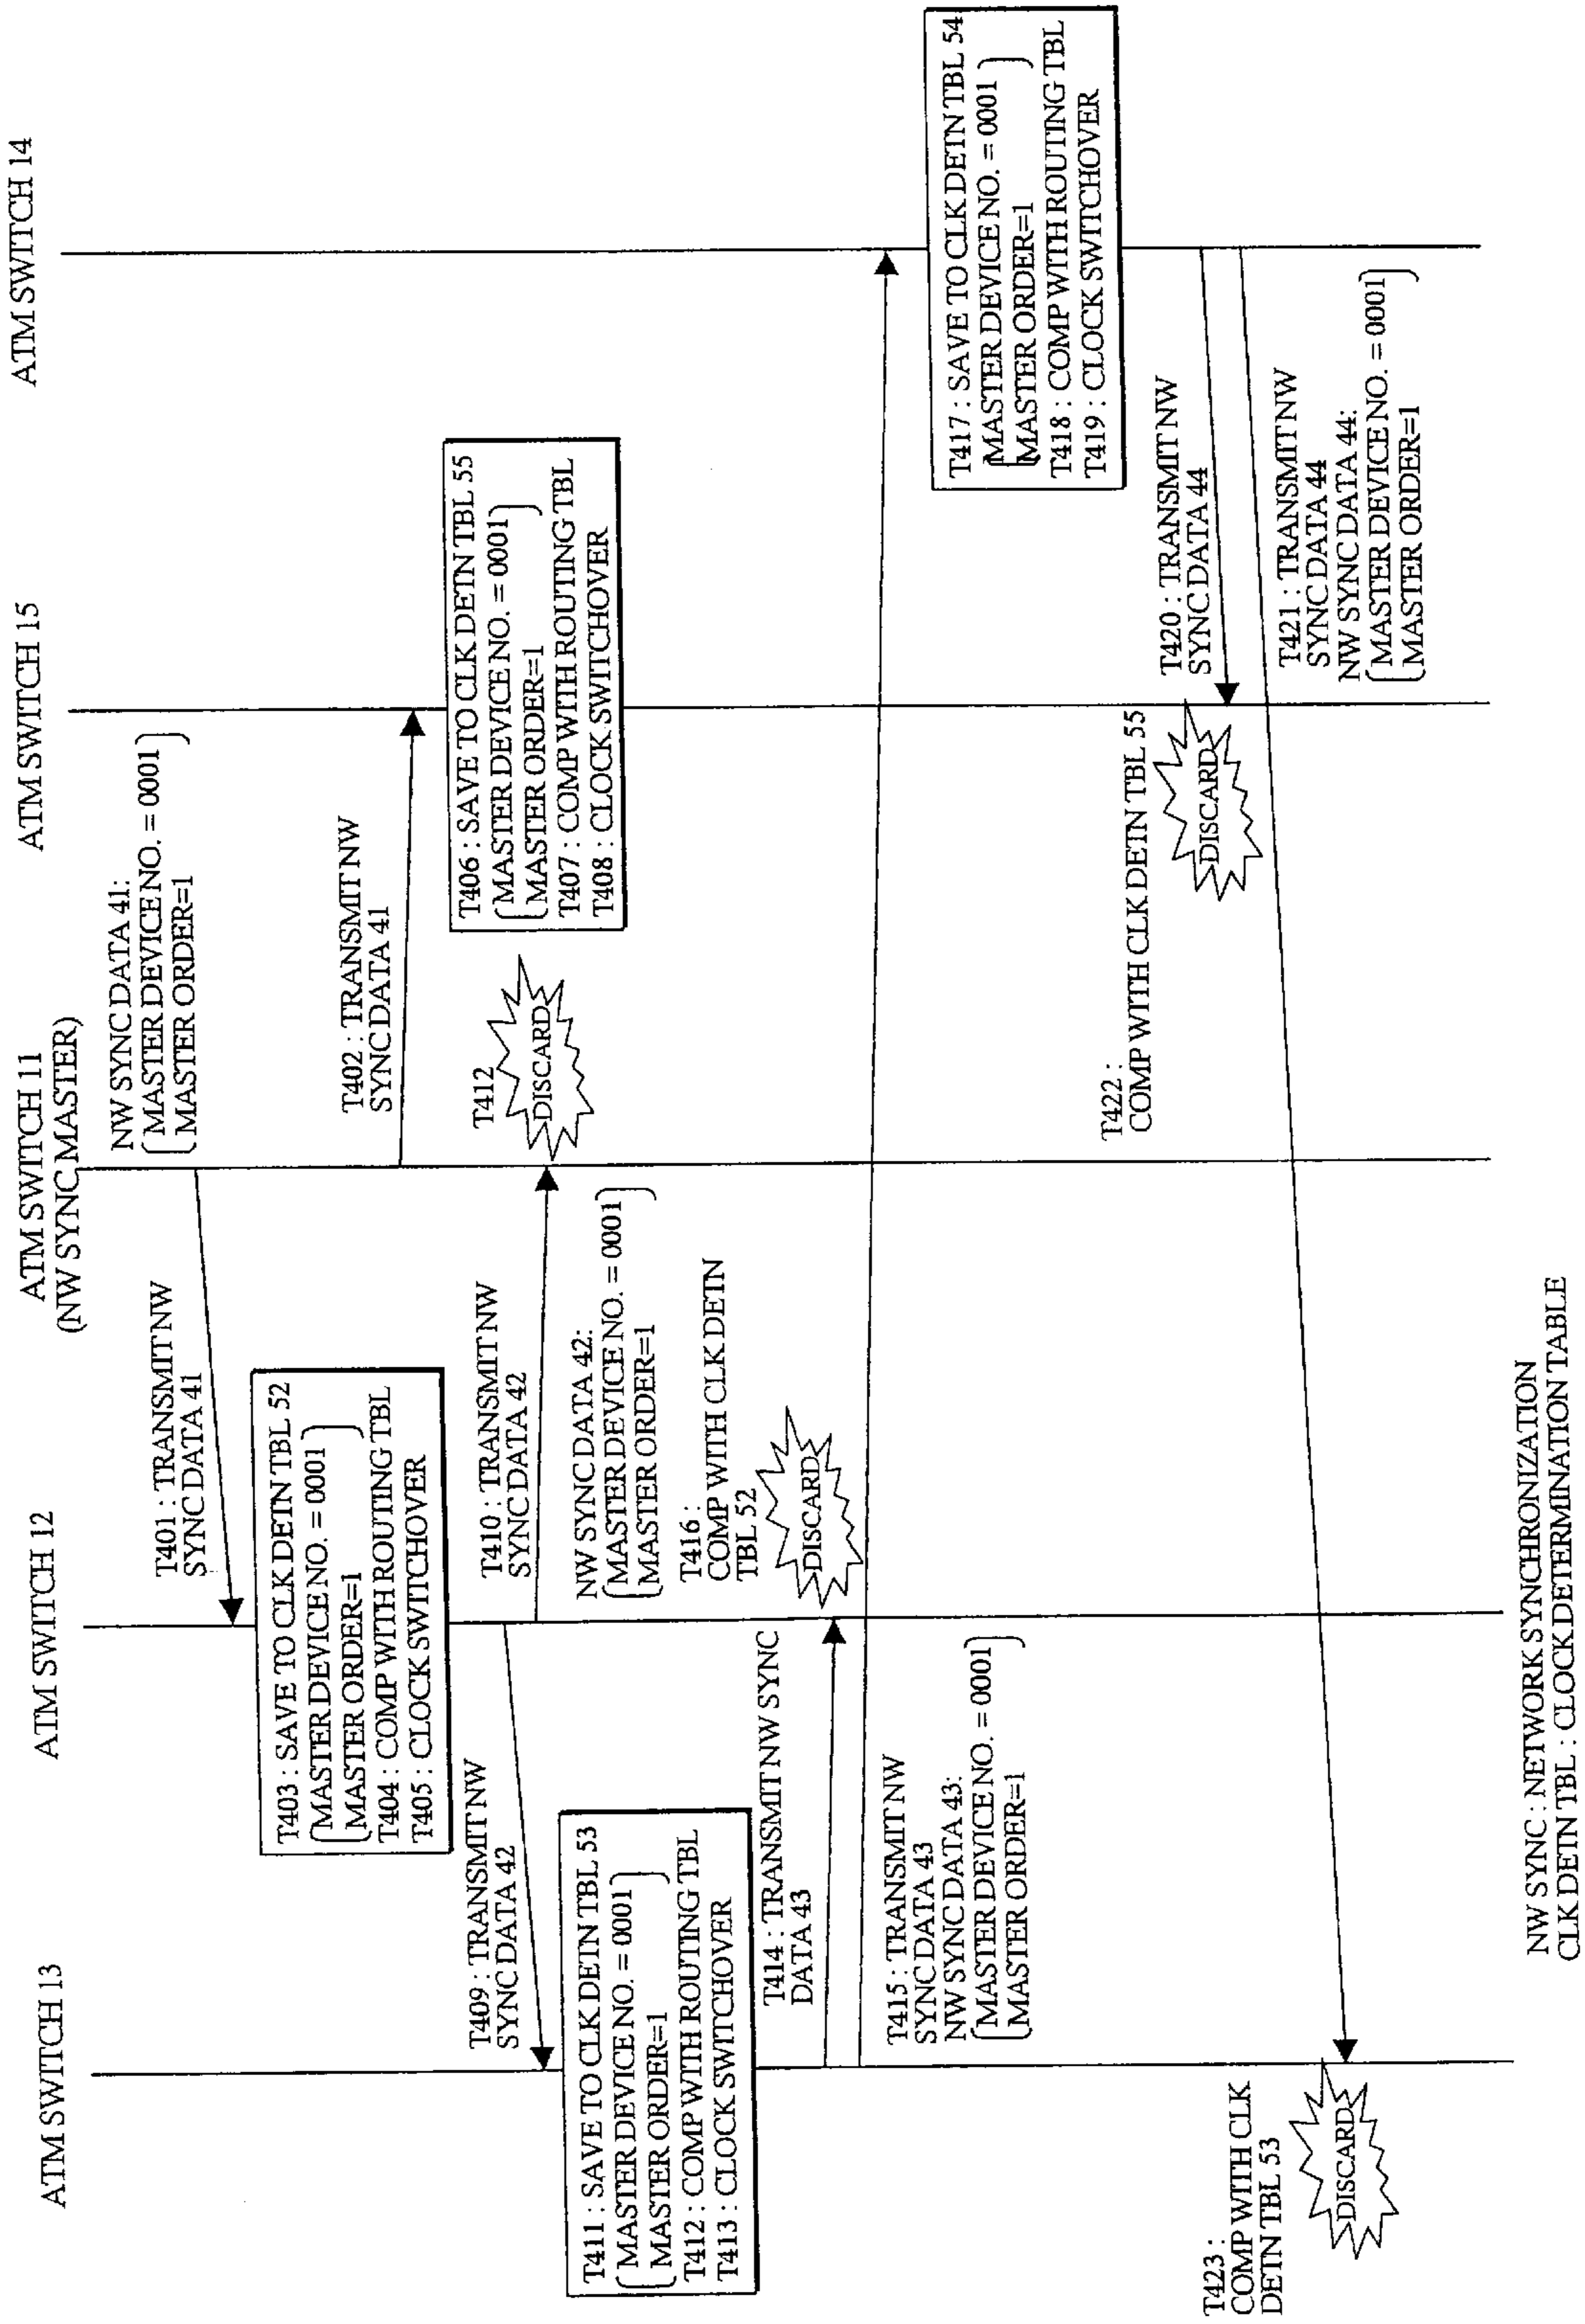 ATM SWITCH 13
ATM SWITCH 12
ATM SWITCH 11
(NW SYNC MASTER)
ATM SWITCH 15
ATM SWITCH 14
NW SYNC DATA 41:
MASTER DEVICE NO. = 0001
MASTER ORDER=1
T401 : TRANSMIT NW
SYNC DATA 41
T403 : SAVE TO CLK DETN TBL 52
MASTER DEVICE NO. = 0001
MASTER ORDER=1
T404 : COMP WITH ROUTING TBL
T405 : CLOCK SWITCHOVER
T402 : TRANSMIT NW
SYNC DATA 41
T406 : SAVE TO CLK DETN TBL 55
MASTER DEVICE NO. = 0001
MASTER ORDER=1
T407 : COMP WITH ROUTING TBL
T408 : CLOCK SWITCHOVER
T409 : TRANSMIT NW
SYNC DATA 42
T410 : TRANSMIT NW
SYNC DATA 42
T412
DISCARD
NW SYNC DATA 42:
MASTER DEVICE NO. = 0001
MASTER ORDER=1
T411 : SAVE TO CLK DETN TBL 53
MASTER DEVICE NO. = 0001
MASTER ORDER=1
T412 : COMP WITH ROUTING TBL
T413 : CLOCK SWITCHOVER
T416 :
COMP WITH CLK DETN
TBL 52
DISCARD
T414 : TRANSMIT NW SYNC
DATA 43
T415 : TRANSMIT NW
SYNC DATA 43
NW SYNC DATA 43:
MASTER DEVICE NO. = 0001
MASTER ORDER=1
T417 : SAVE TO CLK DETN TBL 54
MASTER DEVICE NO. = 0001
MASTER ORDER=1
T418 : COMP WITH ROUTING TBL
T419 : CLOCK SWITCHOVER
T420 : TRANSMIT NW
SYNC DATA 44
T422 :
COMP WITH CLK DETN TBL 55
DISCARD
T421 : TRANSMIT NW
SYNC DATA 44
NW SYNC DATA 44:
MASTER DEVICE NO. = 0001
MASTER ORDER=1
T423 :
COMP WITH CLK
DETN TBL 53
DISCARD
NW SYNC : NETWORK SYNCHRONIZATION
CLK DETN TBL : CLOCK DETERMINATION TABLE